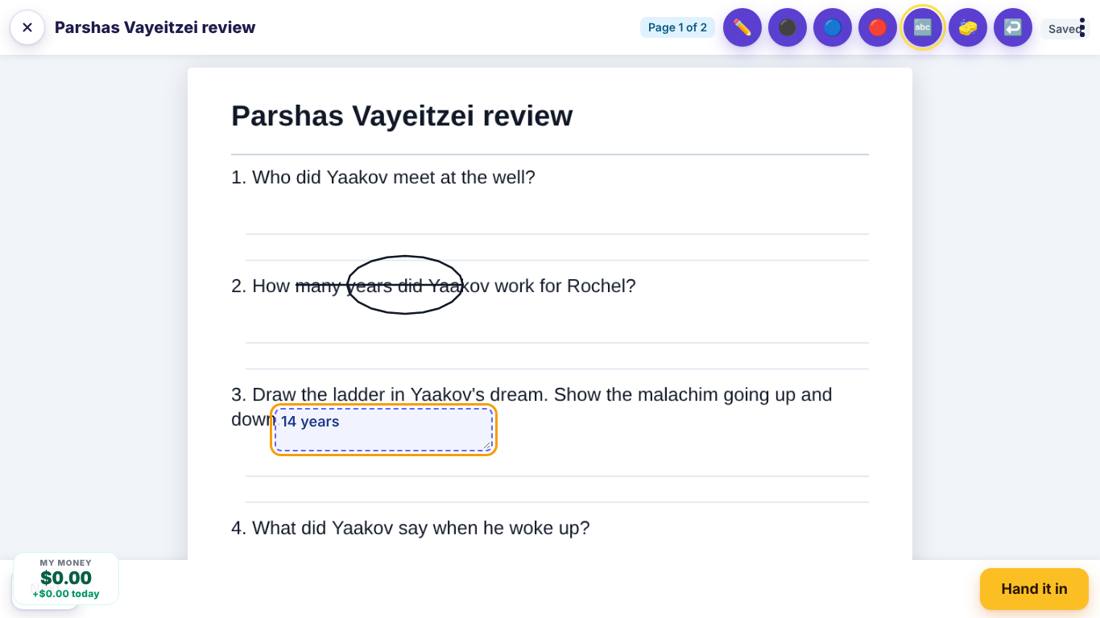 Parshas Vayeitzei review
Page 1 of 2
abc
Saved
Parshas Vayeitzei review
1. Who did Yaakov meet at the well?
2. How many years did Yaakov work for Rochel?
3. Draw the ladder in Yaakov's dream. Show the malachim going up and
down
14 years
4. What did Yaakov say when he woke up?
MY MONEY
$0.00
+$0.00 today
Hand it in